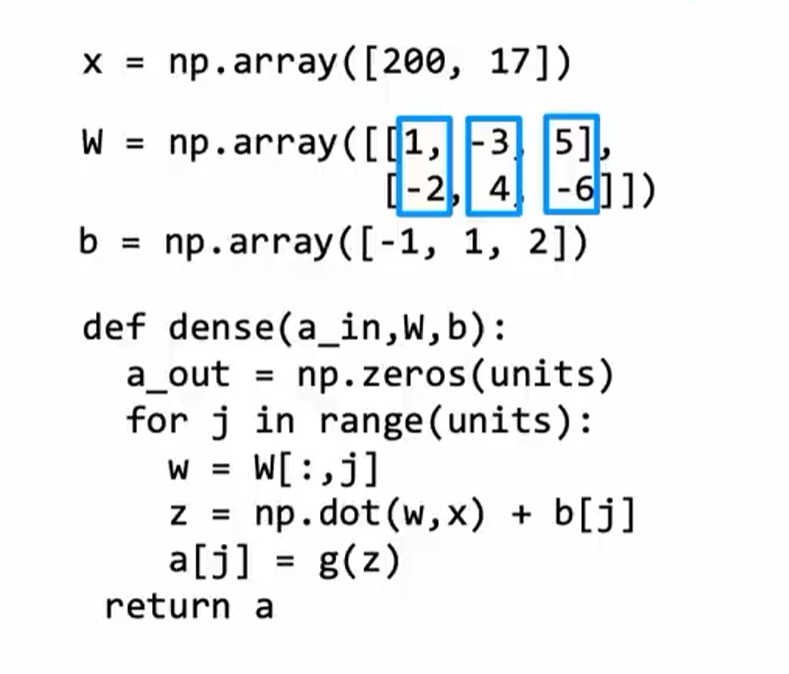 x = np.array([200, 17])
W = np.array([[1, -3, 5],
[-2, 4, -6]])
b = np.array([-1, 1, 2])
def dense(a_in,W,b):
a_out = np.zeros(units)
for j in range(units):
w = W[:,j]
z = np.dot(w,x) + b[j]
a[j] = g(z)
return a